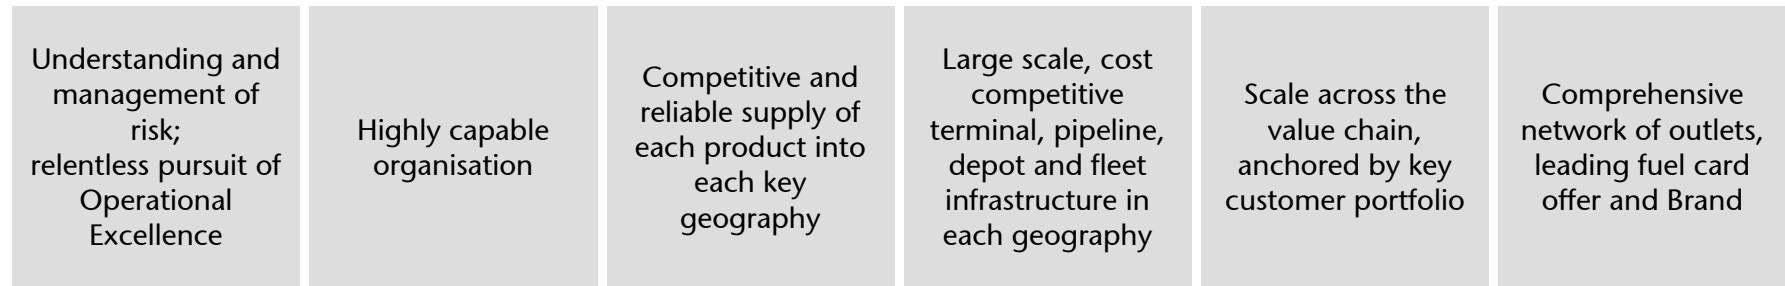 Understanding and
management of
risk;
relentless pursuit of
Operational
Excellence
Highly capable
organisation
Competitive and
reliable supply of
each product into
each key
geography
Large scale, cost
competitive
terminal, pipeline,
depot and fleet
infrastructure in
each geography
Scale across the
value chain,
anchored by key
customer portfolio
Comprehensive
network of outlets,
leading fuel card
offer and Brand